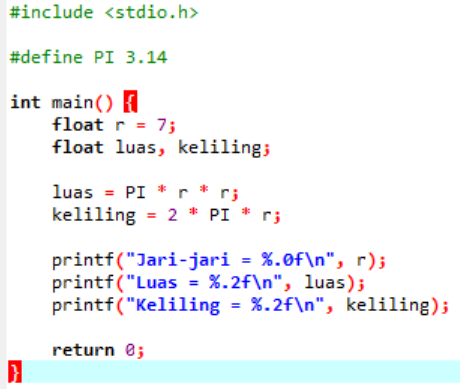 #include <stdio.h>
#define PI 3.14
int main() {
    float r = 7;
    float luas, keliling;
    luas = PI * r * r;
    keliling = 2 * PI * r;
    printf("Jari-jari = %.0f\n", r);
    printf("Luas = %.2f\n", luas);
    printf("Keliling = %.2f\n", keliling);
    return 0;
}